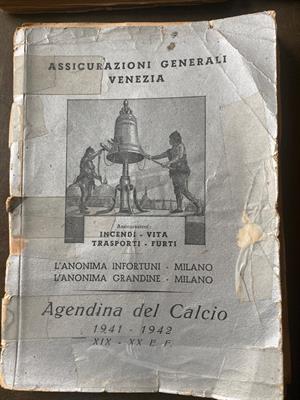 ASSICURAZIONI GENERALI
VENEZIA
Assicurazioni:
INCENDI - VITA
TRASPORTI - FURTI
L'ANONIMA INFORTUNI - MILANO
L'ANONIMA GRANDINE - MILANO
Agendina del Calcio
1941 - 1942
XIX - XX E. F.